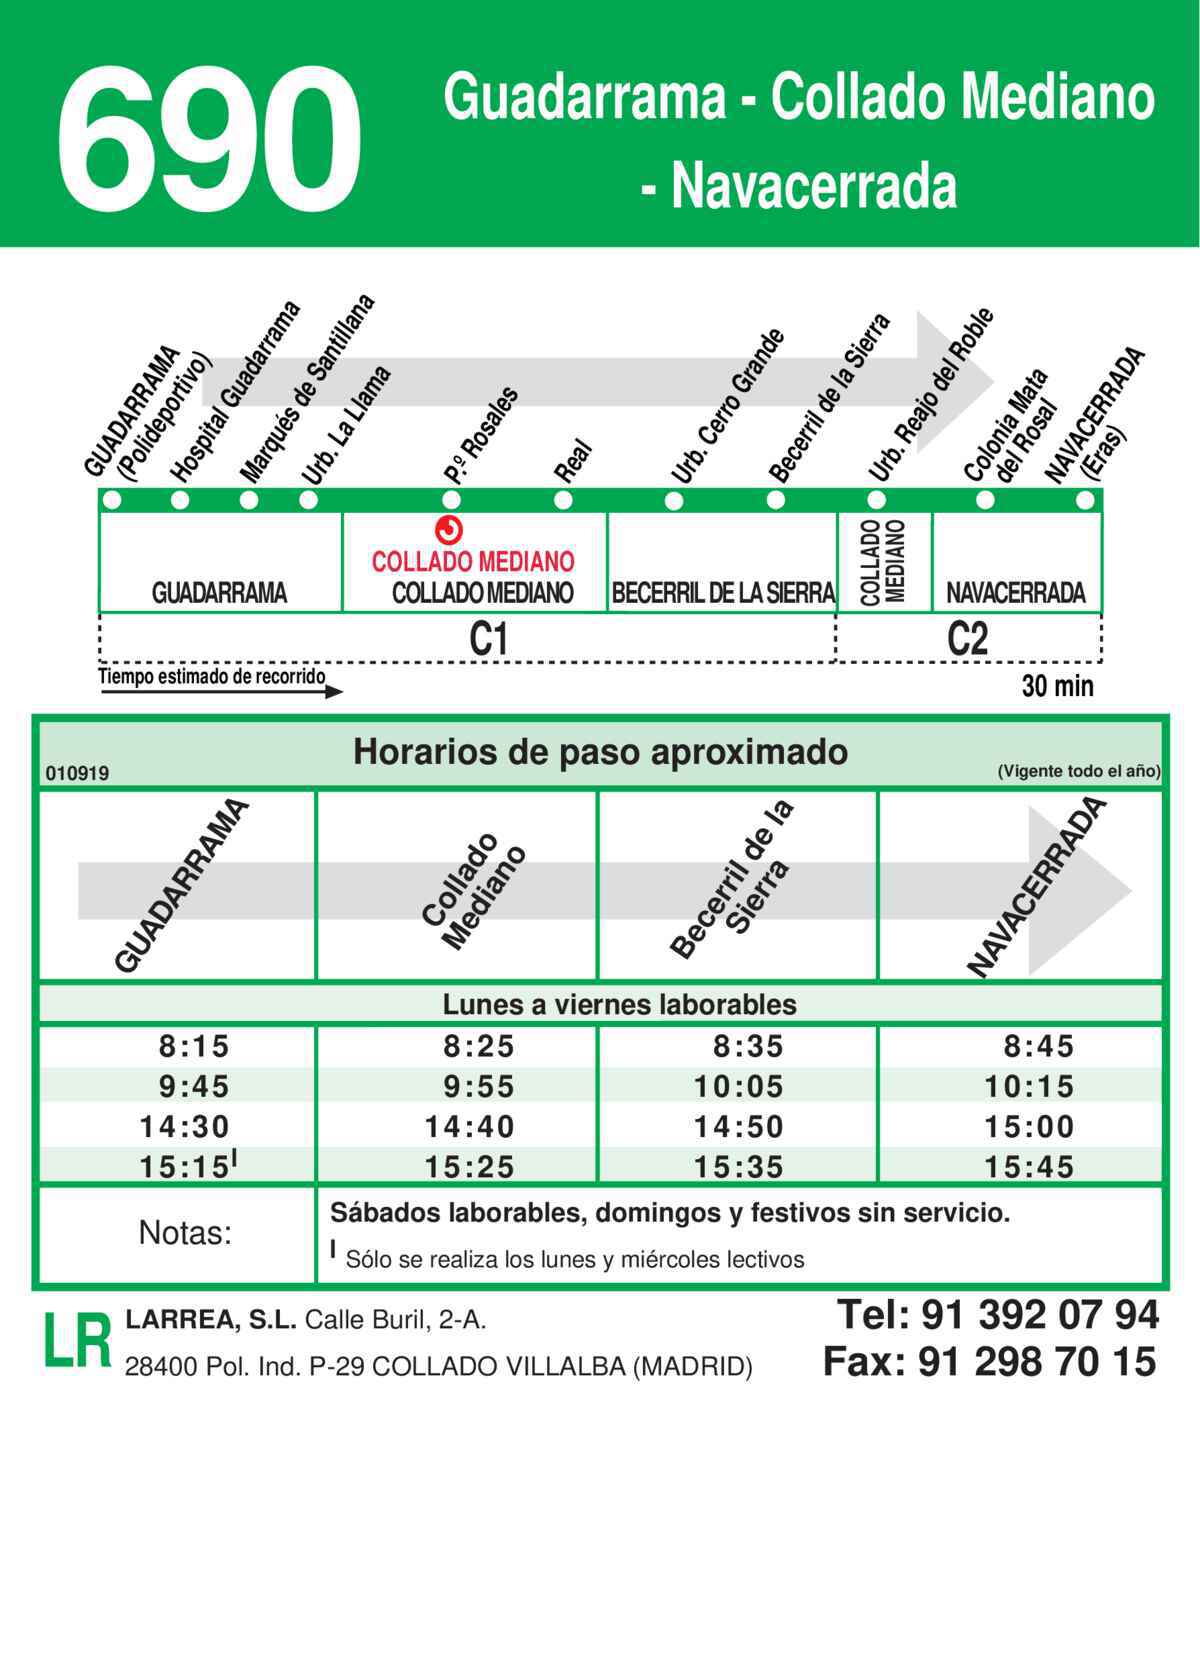 690
Guadarrama - Collado Mediano
- Navacerrada
GUADARRAMA
(Polideportivo)
Hospital Guadarrama
Marqués de Santillana
Urb. La Llama
P.º Rosales
Real
Urb. Cerro Grande
Becerril de la Sierra
Urb. Reajo del Roble
Colonia Mata
del Rosal
NAVACERRADA
(Eras)
COLLADO MEDIANO
GUADARRAMA
COLLADO MEDIANO
BECERRIL DE LA SIERRA
COLLADO
MEDIANO
NAVACERRADA
C1 C2
Tiempo estimado de recorrido
30 min
Horarios de paso aproximado
010919 (Vigente todo el año)
GUADARRAMA
Collado
Mediano
Becerril de la
Sierra
NAVACERRADA
Lunes a viernes laborables
8:15 8:25 8:35 8:45
9:45 9:55 10:05 10:15
14:30 14:40 14:50 15:00
15:15I 15:25 15:35 15:45
Notas:
Sábados laborables, domingos y festivos sin servicio.
I Sólo se realiza los lunes y miércoles lectivos
LR
LARREA, S.L. Calle Buril, 2-A.
28400 Pol. Ind. P-29 COLLADO VILLALBA (MADRID)
Tel: 91 392 07 94
Fax: 91 298 70 15